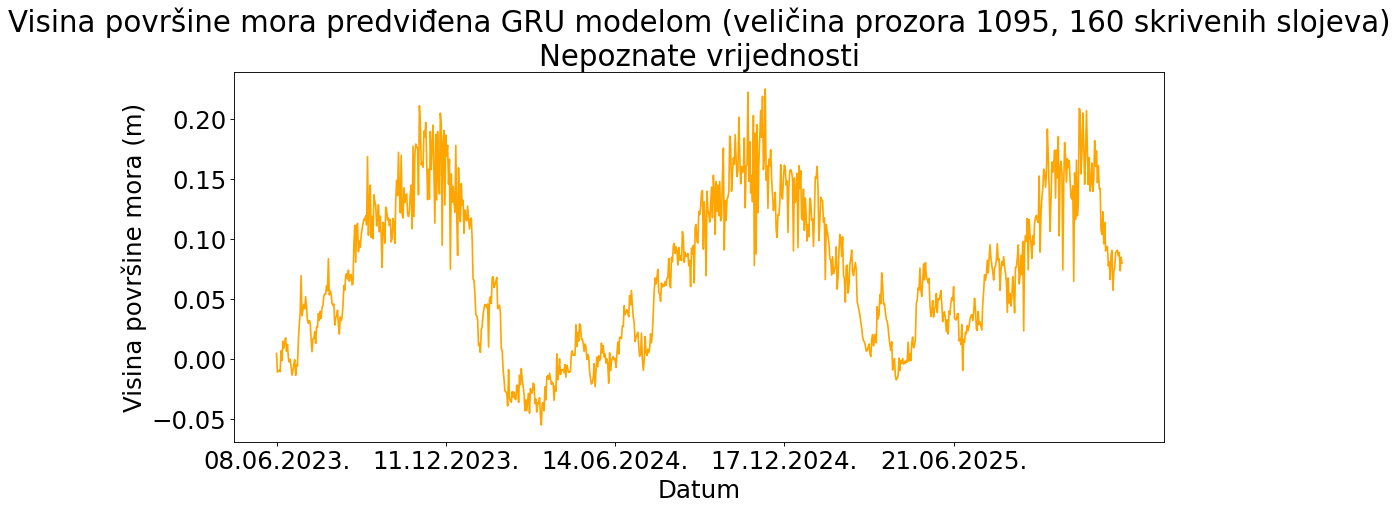 Visina površine mora predviđena GRU modelom (veličina prozora 1095, 160 skrivenih slojeva)
Nepoznate vrijednosti
Visina površine mora (m)
0.20
0.15
0.10
0.05
0.00
−0.05
08.06.2023. 11.12.2023. 14.06.2024. 17.12.2024. 21.06.2025.
Datum